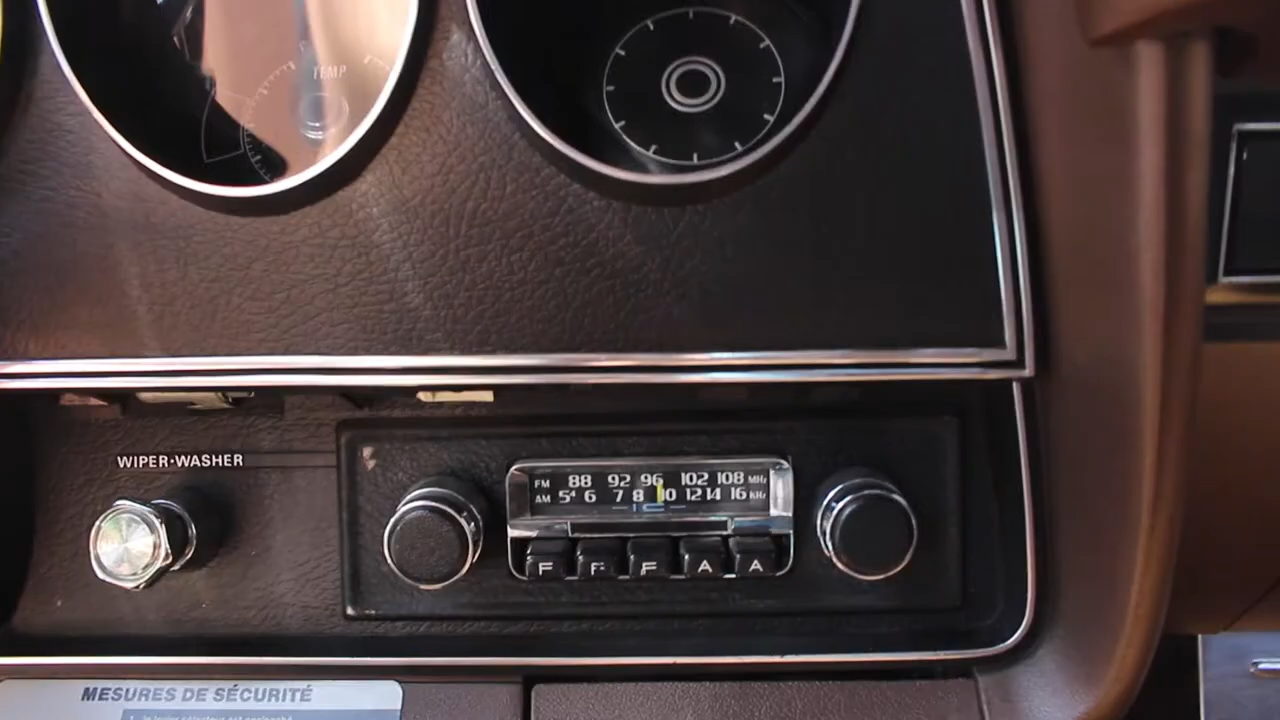 TEMP
WIPER·WASHER
FM 88 92 96 102 108 MHz
AM 5⁴ 6 7 8 10 12 14 16 KHz
F F F A A
MESURES DE SÉCURITÉ